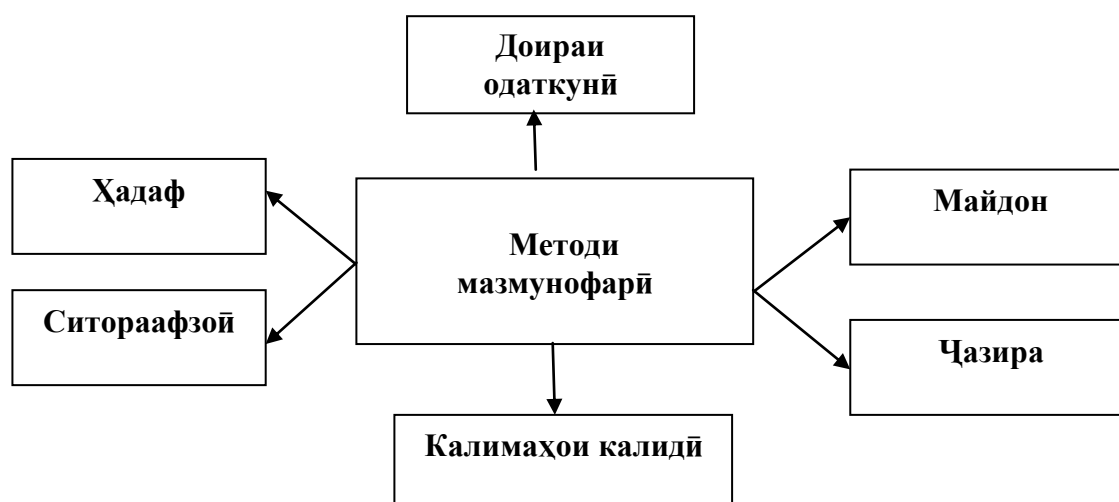 Доираи
одаткунӣ
Ҳадаф
Майдон
Методи
мазмунофарӣ
Ситораафзоӣ
Ҷазира
Калимаҳои калидӣ